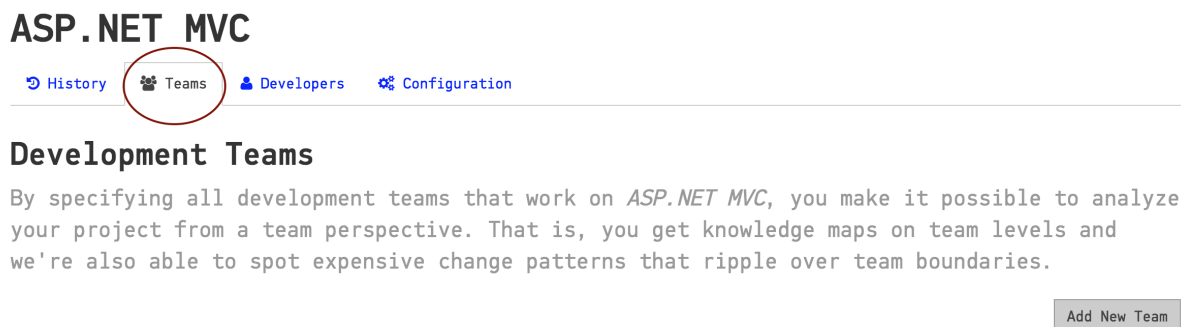 ASP.NET MVC
History Teams Developers Configuration
Development Teams
By specifying all development teams that work on ASP.NET MVC, you make it possible to analyze
your project from a team perspective. That is, you get knowledge maps on team levels and
we're also able to spot expensive change patterns that ripple over team boundaries.
Add New Team